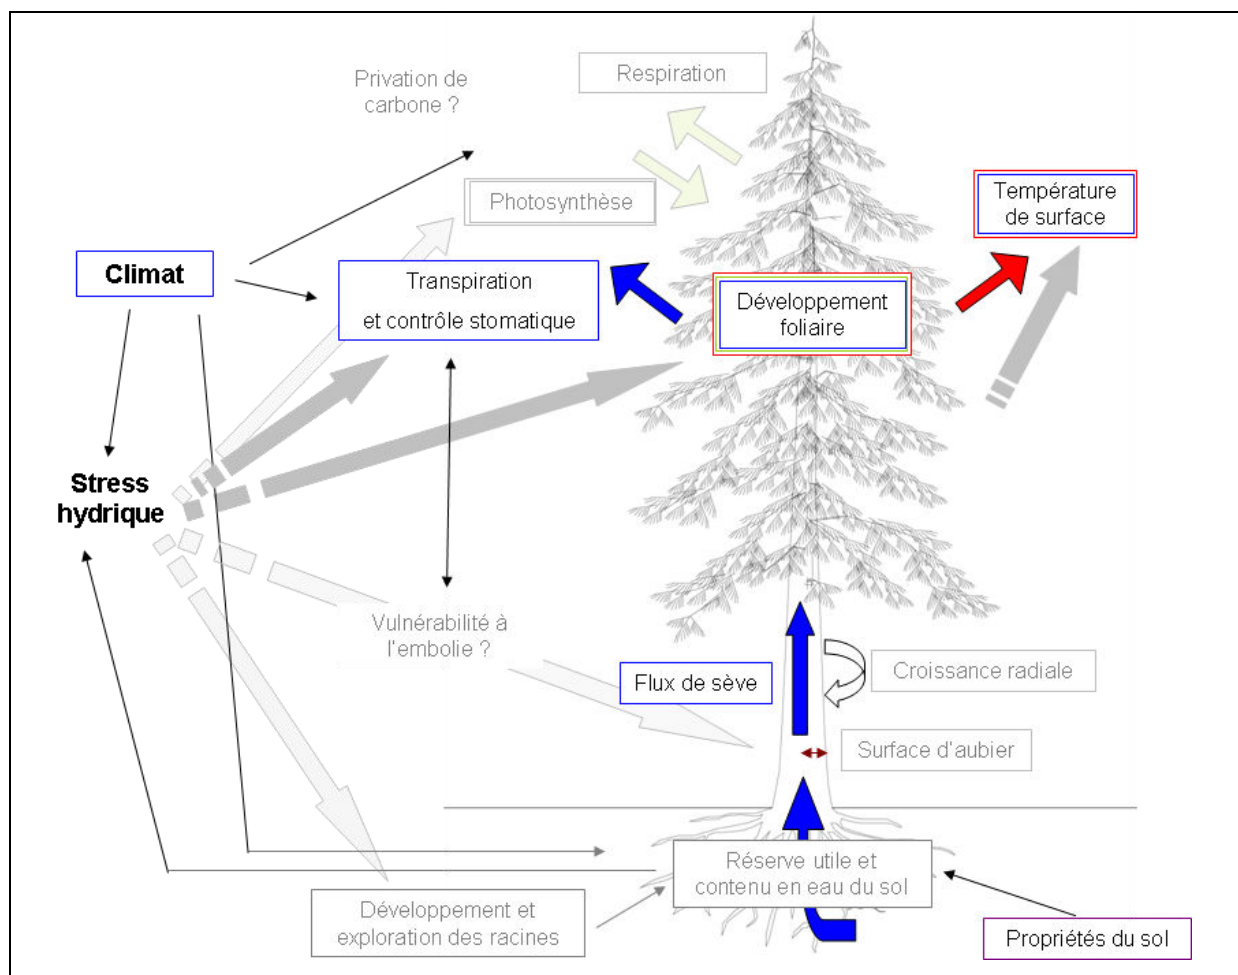 Respiration
Privation de
carbone ?
Photosynthèse
Température
de surface
Climat
Transpiration
et contrôle stomatique
Développement
foliaire
Stress
hydrique
Vulnérabilité à
l'embolie ?
Flux de sève
Croissance radiale
Surface d'aubier
Réserve utile et
contenu en eau du sol
Développement et
exploration des racines
Propriétés du sol